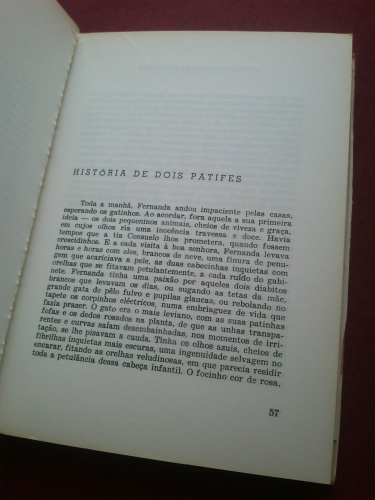 HISTÓRIA DE DOIS PATIFES
Toda a manhã, Fernanda andou impaciente pelas casas,
esperando os gatinhos. Ao acordar, fora aquela a sua primeira
ideia — os dois pequeninos animais, cheios de viveza e graça,
em cujos olhos ria uma inocência travessa e doce. Havia
tempos que a tia Consuelo lhos prometera, quando fossem
crescidinhos. E a cada visita à boa senhora, Fernanda levava
horas e horas com eles, brancos de neve, uma finura de penu-
gem que acariciava a pele, as duas cabecinhas inquietas com
orelhas que se fitavam petulantemente, a cada ruído do gabi-
nete. Fernanda tinha uma paixão por aqueles dois diabitos
brancos que levavam os dias, ou sugando as tetas da mãe,
grande gata de pêlo fulvo e pupilas glaucas, ou rebolando no
tapete os corpinhos eléctricos, numa embriaguez de vida que
fazia prazer. O gato era o mais leviano, com as suas patinhas
fofas e os dedos rosados na planta, do que as unhas transpa-
rentes e curvas saíam desembainhadas, nos momentos de irri-
tação, se lhe pisavam a cauda. Tinha os olhos azuis, cheios de
fibrilhas inquietas mais escuras, uma ingenuidade selvagem no
encarar, fitando as orelhas veludinosas, em que parecia residir
toda a petulância dessa cabeça infantil. O focinho cor de rosa,
57